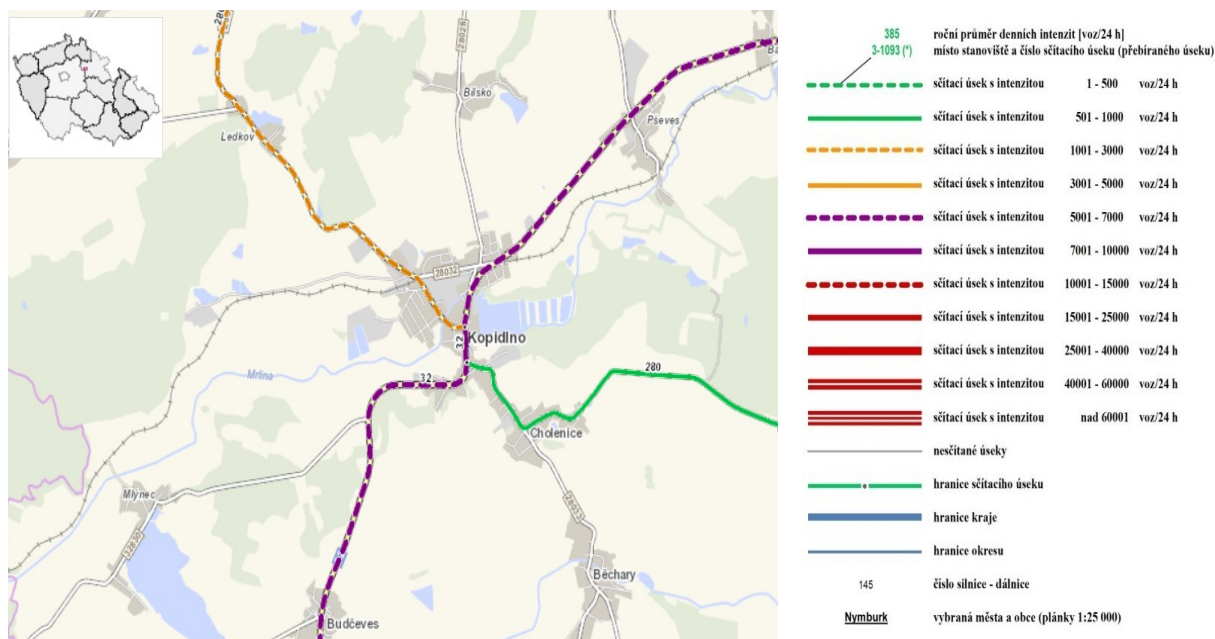 280
28028
Běsko
Ledkov
Pševes
28032
Kopidlno
32
Mrlina
32
280
Cholenice
Mlýnec
32830
28033
Běchary
Budčeves
385 roční průměr denních intenzit [voz/24 h]
3-1093 (*) místo stanoviště a číslo sčítacího úseku (přebíraného úseku)
sčítací úsek s intenzitou 1 - 500 voz/24 h
sčítací úsek s intenzitou 501 - 1000 voz/24 h
sčítací úsek s intenzitou 1001 - 3000 voz/24 h
sčítací úsek s intenzitou 3001 - 5000 voz/24 h
sčítací úsek s intenzitou 5001 - 7000 voz/24 h
sčítací úsek s intenzitou 7001 - 10000 voz/24 h
sčítací úsek s intenzitou 10001 - 15000 voz/24 h
sčítací úsek s intenzitou 15001 - 25000 voz/24 h
sčítací úsek s intenzitou 25001 - 40000 voz/24 h
sčítací úsek s intenzitou 40001 - 60000 voz/24 h
sčítací úsek s intenzitou nad 60001 voz/24 h
nesčítané úseky
hranice sčítacího úseku
hranice kraje
hranice okresu
145 číslo silnice - dálnice
Nymburk vybraná města a obce (plánky 1:25 000)